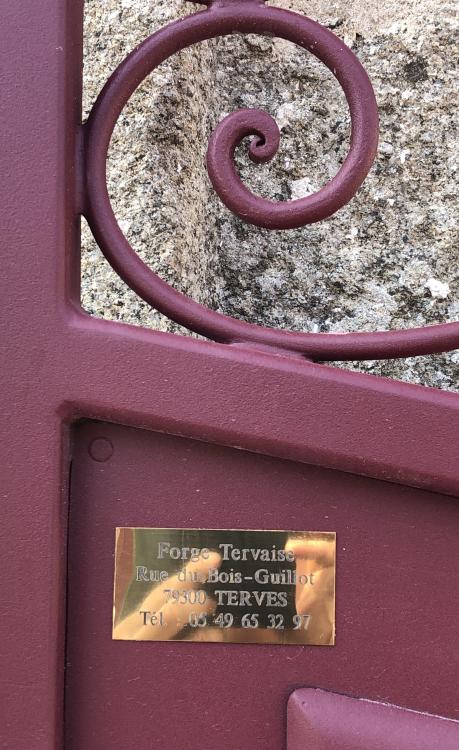 Forge Tervaise
Rue du Bois-Guillot
79300 TERVES
Tél. : 05 49 65 32 97